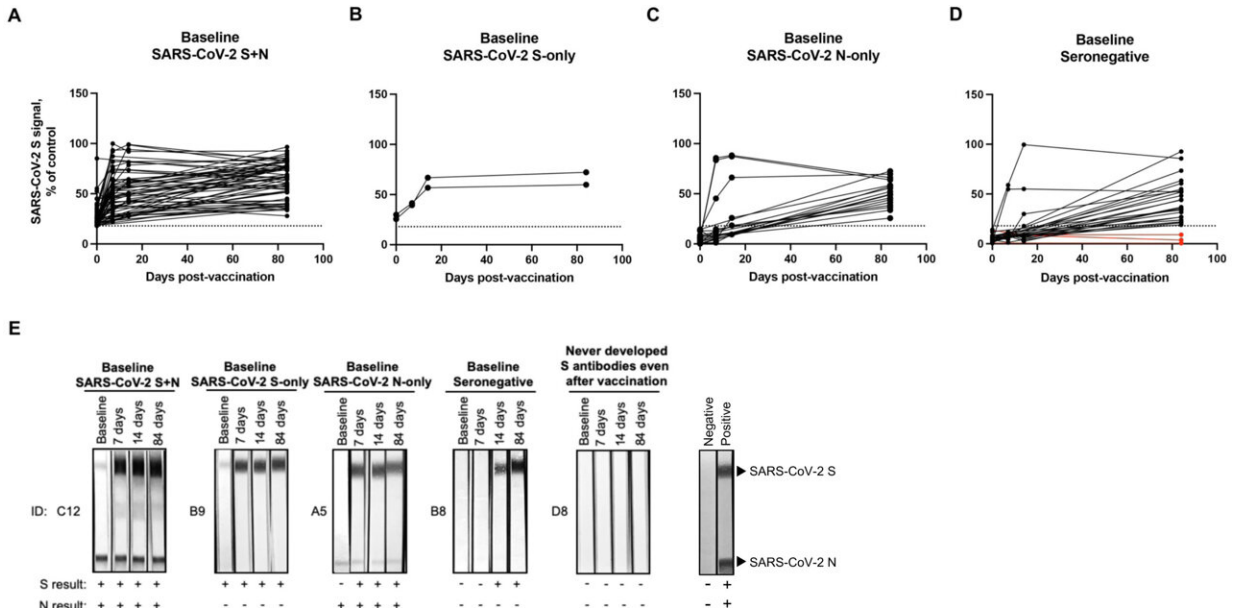 A
B
C
D
Baseline
SARS-CoV-2 S+N
Baseline
SARS-CoV-2 S-only
Baseline
SARS-CoV-2 N-only
Baseline
Seronegative
SARS-CoV-2 S signal,
% of control
150
100
50
0
0 20 40 60 80 100
Days post-vaccination
150
100
50
0
0 20 40 60 80 100
Days post-vaccination
150
100
50
0
0 20 40 60 80 100
Days post-vaccination
150
100
50
0
0 20 40 60 80 100
Days post-vaccination
E
Baseline
SARS-CoV-2 S+N
Baseline
SARS-CoV-2 S-only
Baseline
SARS-CoV-2 N-only
Baseline
Seronegative
Never developed
S antibodies even
after vaccination
Baseline 7 days 14 days 84 days
Baseline 7 days 14 days 84 days
Baseline 7 days 14 days 84 days
Baseline 7 days 14 days 84 days
Baseline 7 days 14 days 84 days
Negative Positive
SARS-CoV-2 S
ID: C12 B9 A5 B8 D8
SARS-CoV-2 N
S result: + + + + + + + + - + + + - - + + - - - - - +
N result: + + + + - - - - + + + + - - - - - - - - - +